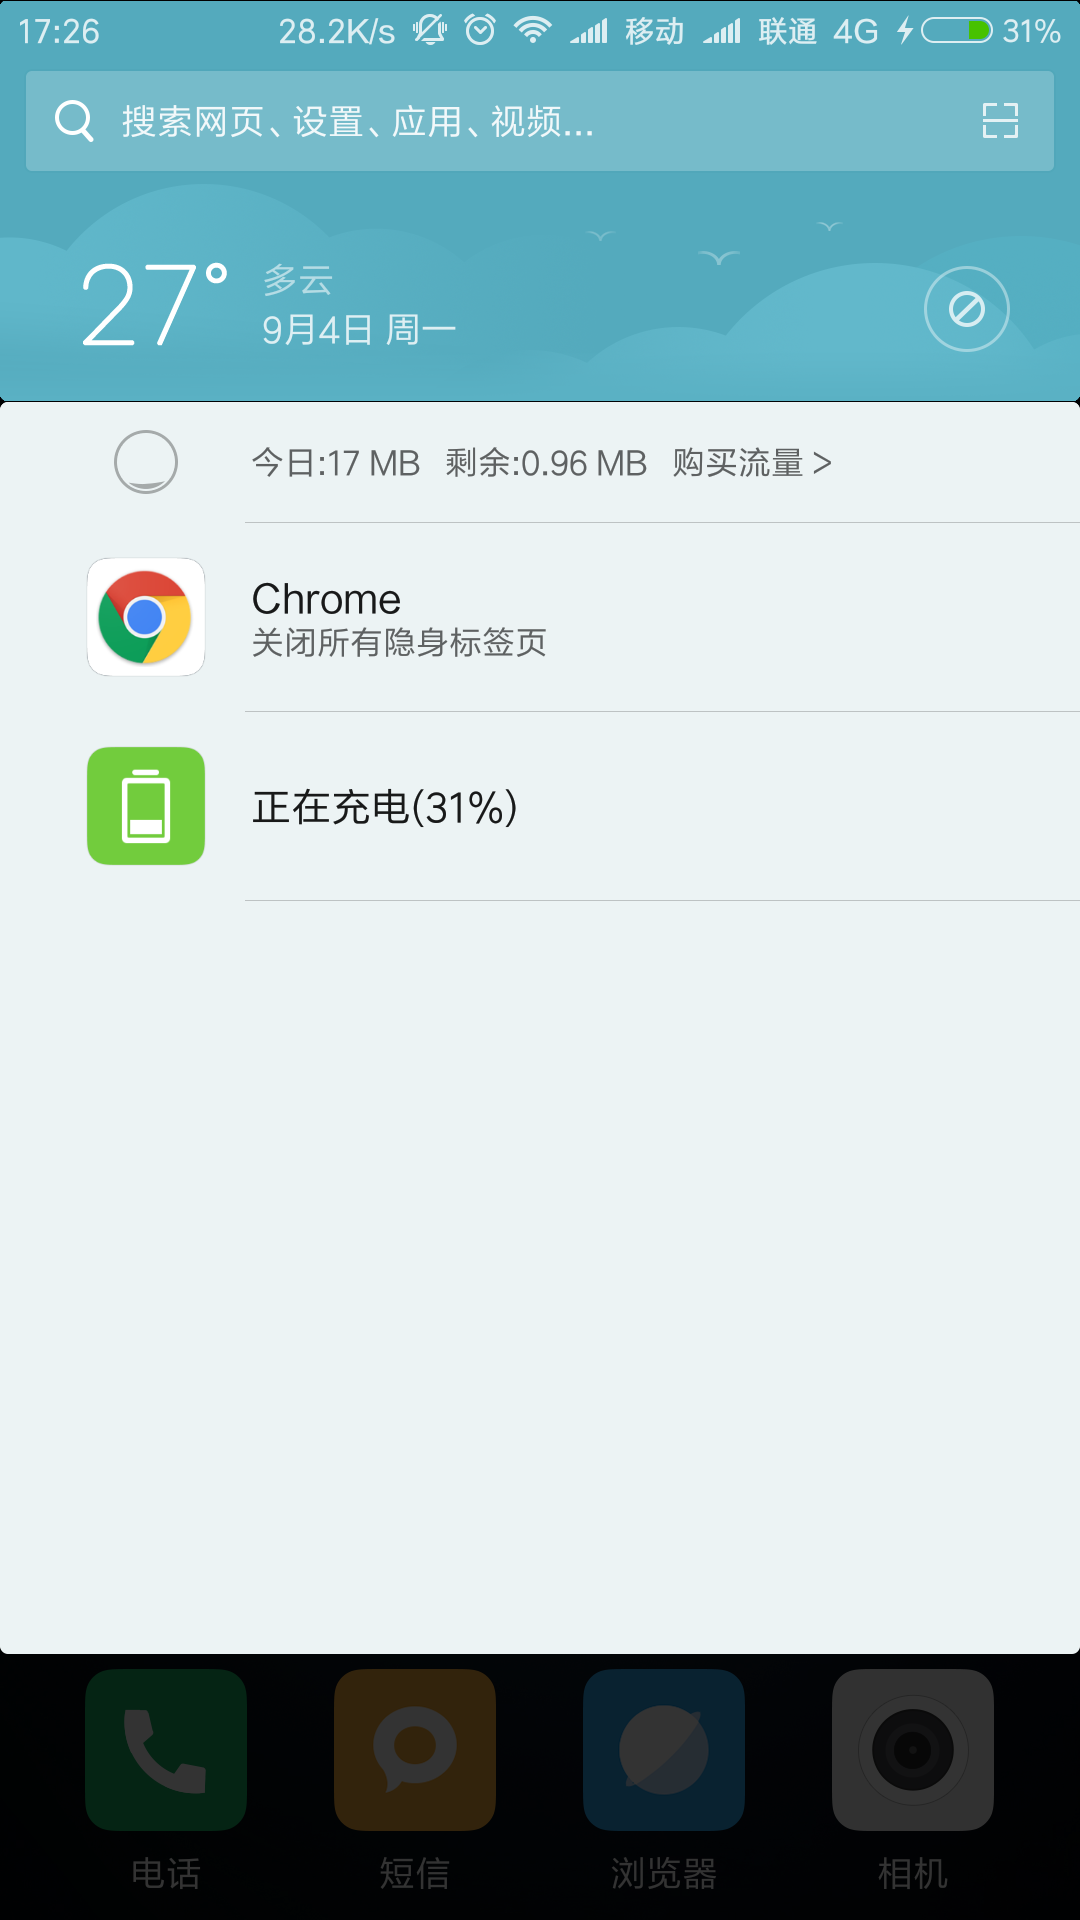 17:26 28.2K/s 移动 联通 4G 31%
搜索网页、设置、应用、视频...
27° 多云
9月4日 周一
今日:17 MB 剩余:0.96 MB 购买流量 >
Chrome
关闭所有隐身标签页
正在充电(31%)
电话 短信 浏览器 相机